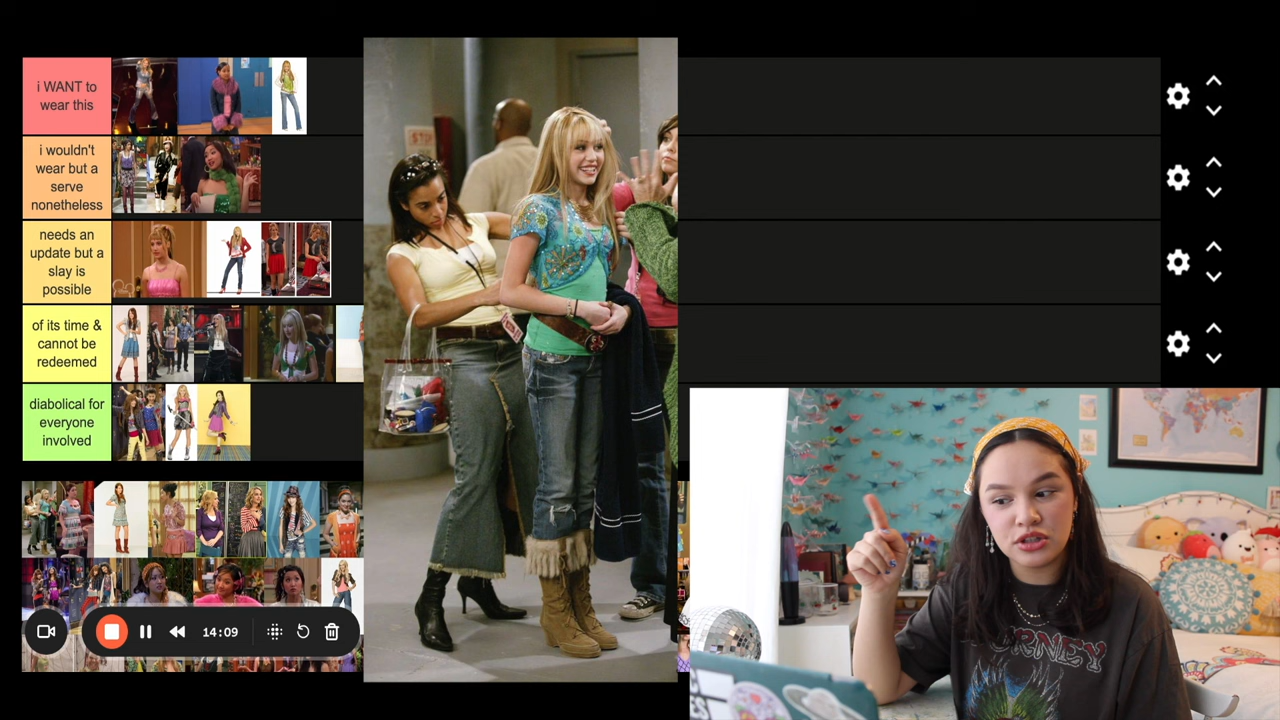 i WANT to
wear this
i wouldn't
wear but a
serve
nonetheless
needs an
update but a
slay is
possible
of its time &
cannot be
redeemed
diabolical for
everyone
involved
14:09